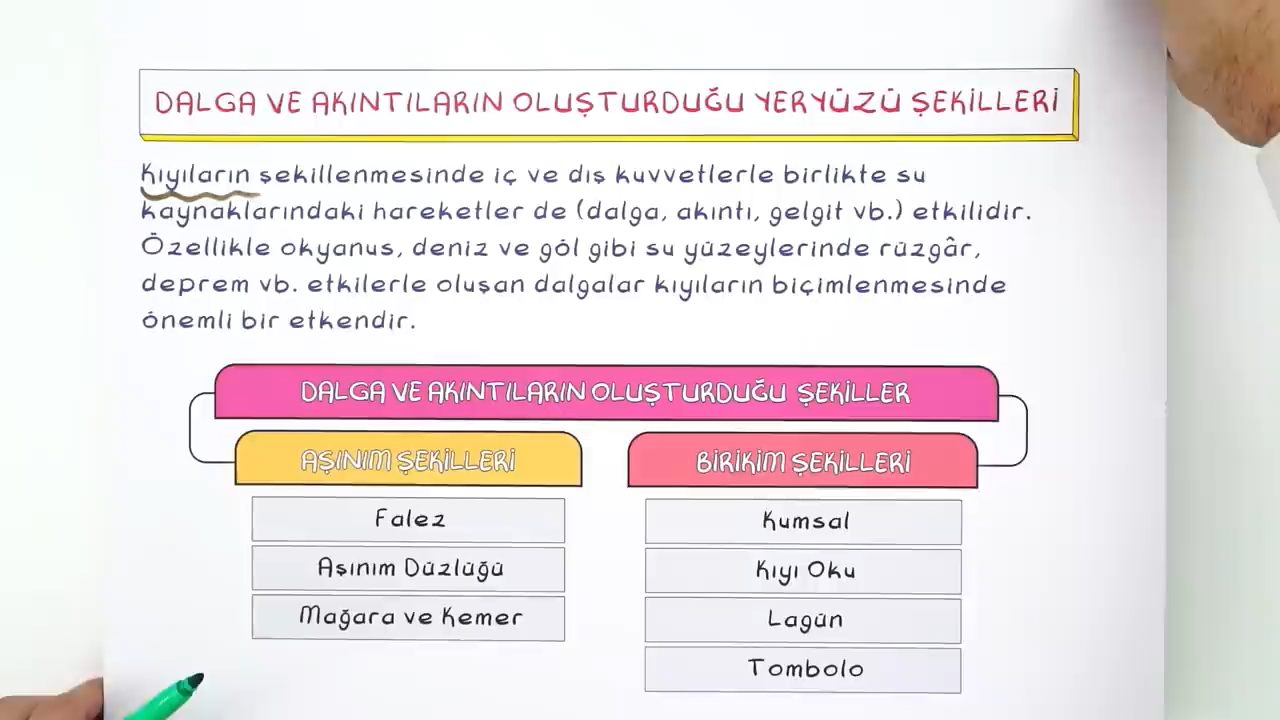 DALGA VE AKINTILARIN OLUŞTURDUĞU YERYÜZÜ ŞEKİLLERİ
Kıyıların şekillenmesinde iç ve dış kuvvetlerle birlikte su
kaynaklarındaki hareketler de (dalga, akıntı, gelgit vb.) etkilidir.
Özellikle okyanus, deniz ve göl gibi su yüzeylerinde rüzgâr,
deprem vb. etkilerle oluşan dalgalar kıyıların biçimlenmesinde
önemli bir etkendir.
DALGA VE AKINTILARIN OLUŞTURDUĞU ŞEKİLLER
AŞINIM ŞEKİLLERİ
Falez
Aşınım Düzlüğü
Mağara ve Kemer
BİRİKİM ŞEKİLLERİ
Kumsal
Kıyı Oku
Lagün
Tombolo